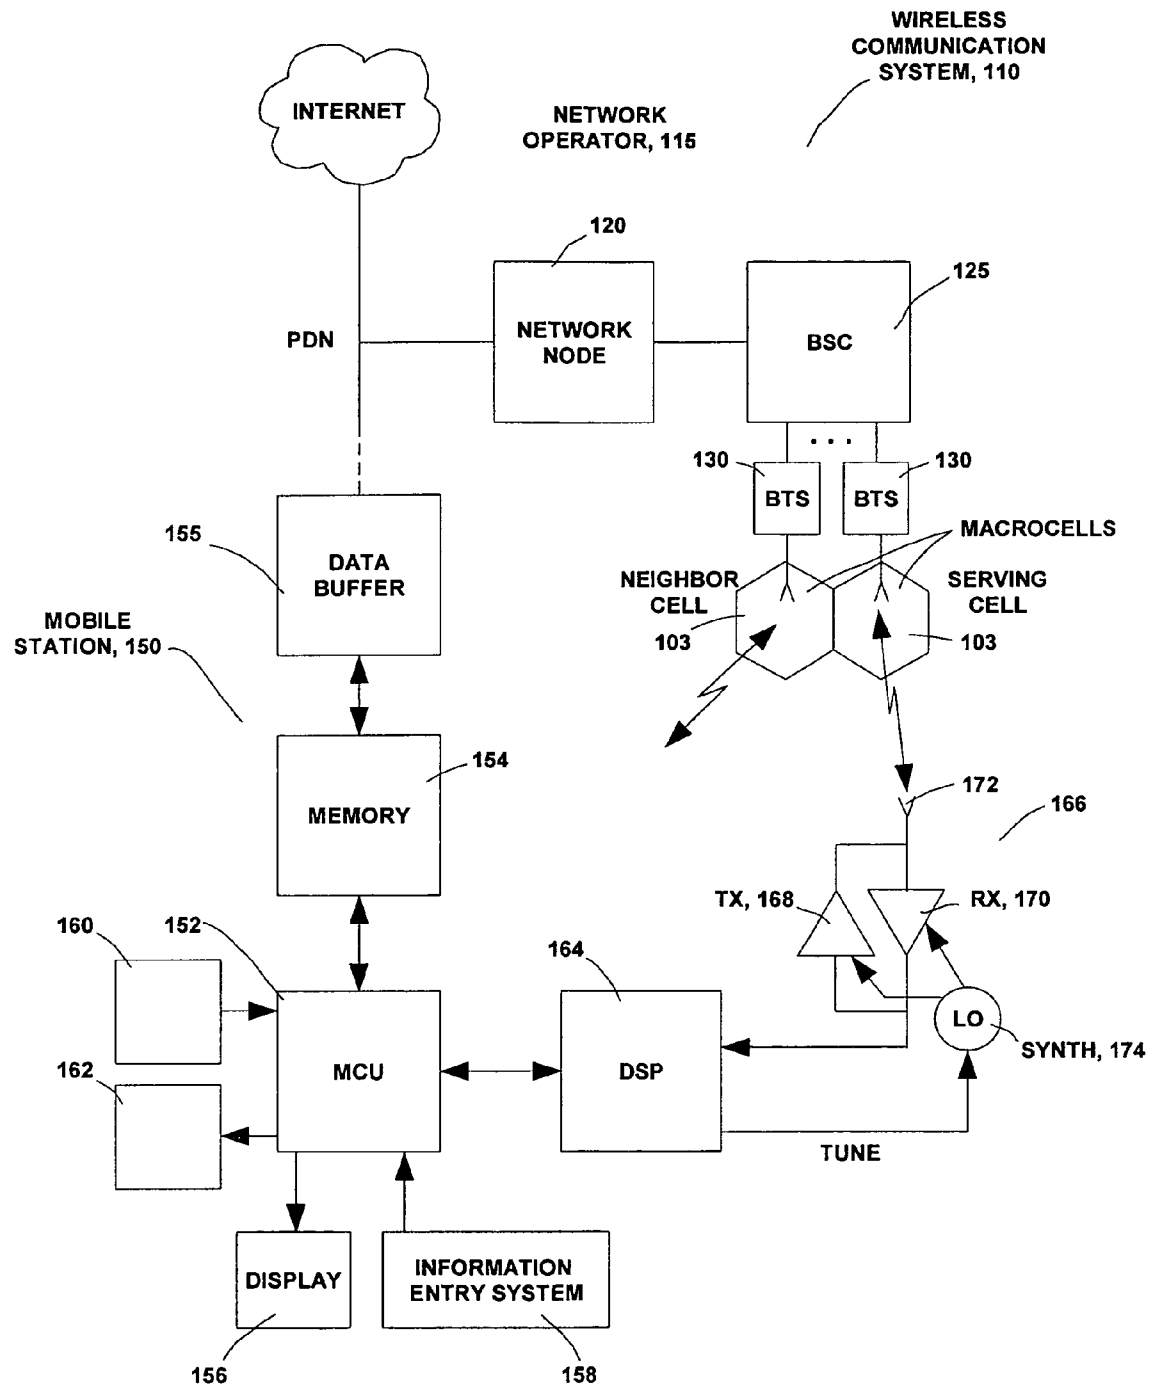 WIRELESS
COMMUNICATION
SYSTEM, 110
INTERNET
NETWORK
OPERATOR, 115
120
125
PDN
NETWORK
NODE
BSC
. . .
130
130
BTS
BTS
155
DATA
BUFFER
MACROCELLS
NEIGHBOR
CELL
103
SERVING
CELL
103
MOBILE
STATION, 150
154
MEMORY
172
166
TX, 168
RX, 170
160
152
164
LO
SYNTH, 174
162
MCU
DSP
TUNE
DISPLAY
INFORMATION
ENTRY SYSTEM
156
158